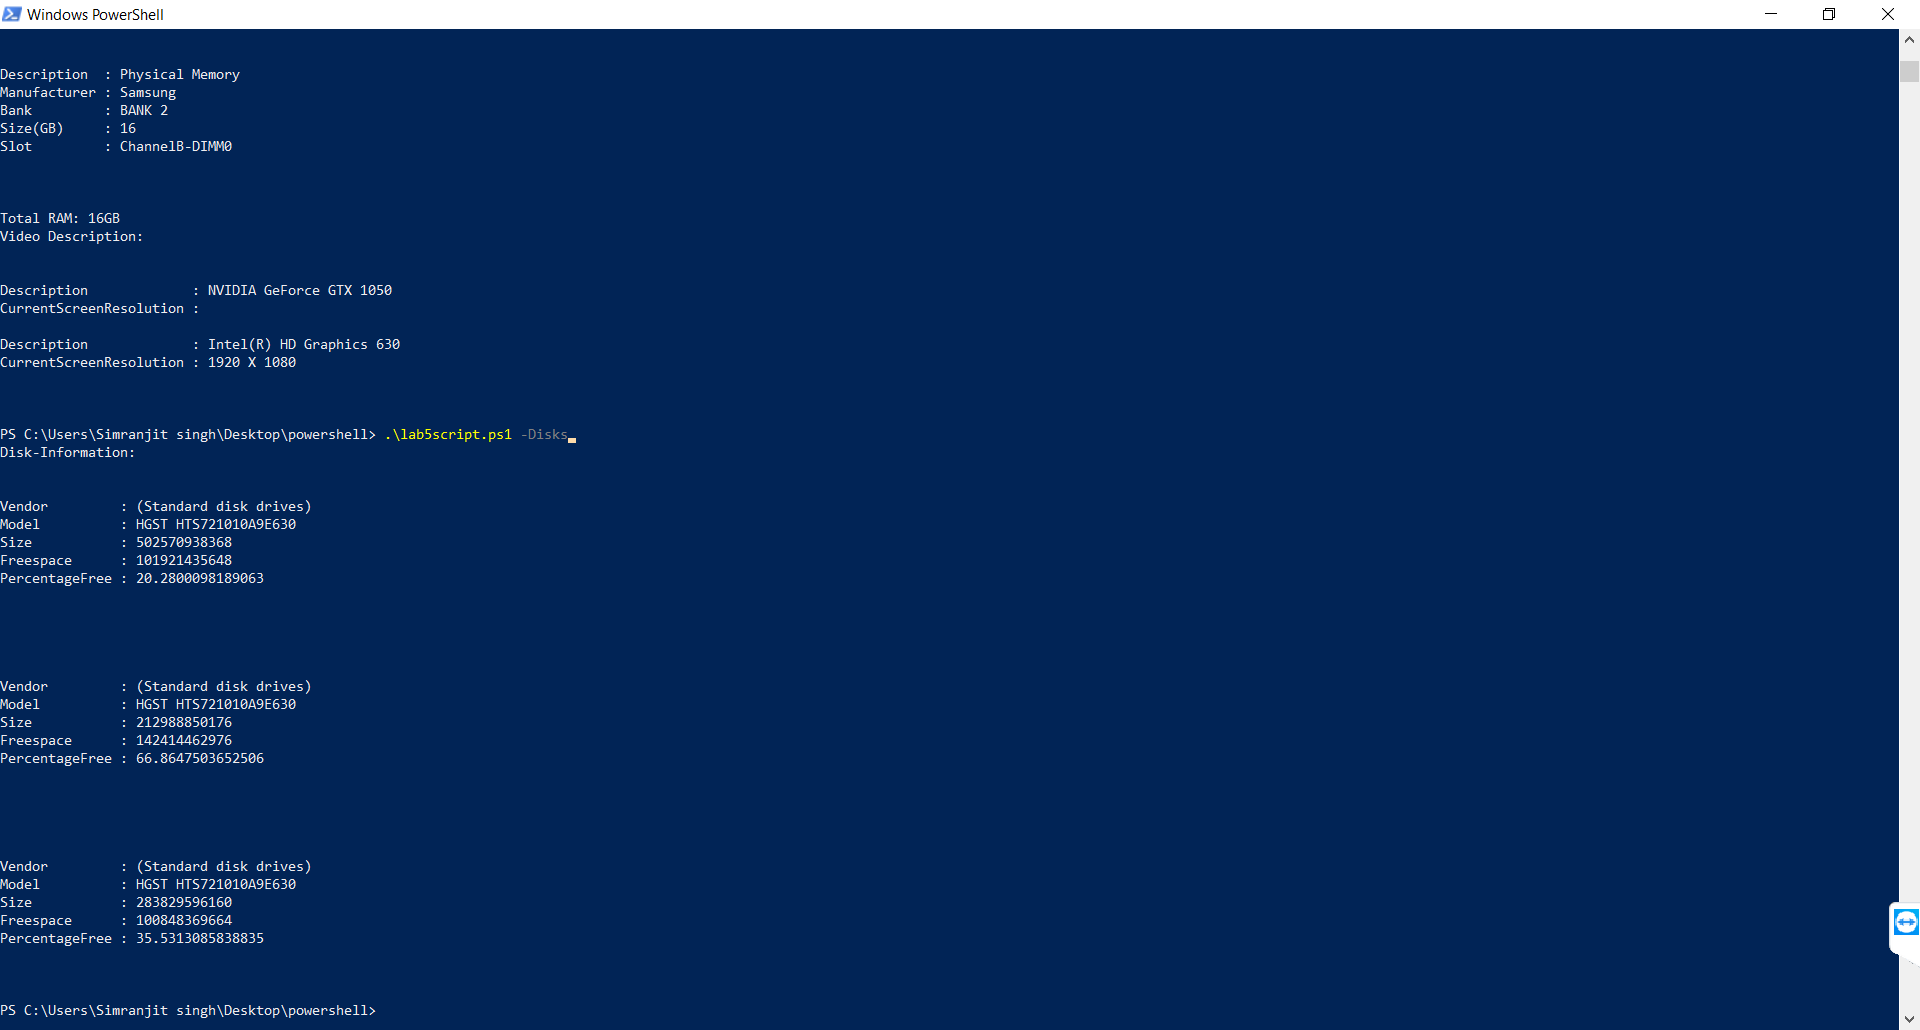 Windows PowerShell
Description  : Physical Memory
Manufacturer : Samsung
Bank         : BANK 2
Size(GB)     : 16
Slot         : ChannelB-DIMM0
Total RAM: 16GB
Video Description:
Description             : NVIDIA GeForce GTX 1050
CurrentScreenResolution :
Description             : Intel(R) HD Graphics 630
CurrentScreenResolution : 1920 X 1080
PS C:\Users\Simranjit singh\Desktop\powershell> .\lab5script.ps1 -Disks
Disk-Information:
Vendor         : (Standard disk drives)
Model          : HGST HTS721010A9E630
Size           : 502570938368
Freespace      : 101921435648
PercentageFree : 20.2800098189063
Vendor         : (Standard disk drives)
Model          : HGST HTS721010A9E630
Size           : 212988850176
Freespace      : 142414462976
PercentageFree : 66.8647503652506
Vendor         : (Standard disk drives)
Model          : HGST HTS721010A9E630
Size           : 283829596160
Freespace      : 100848369664
PercentageFree : 35.5313085838835
PS C:\Users\Simranjit singh\Desktop\powershell>